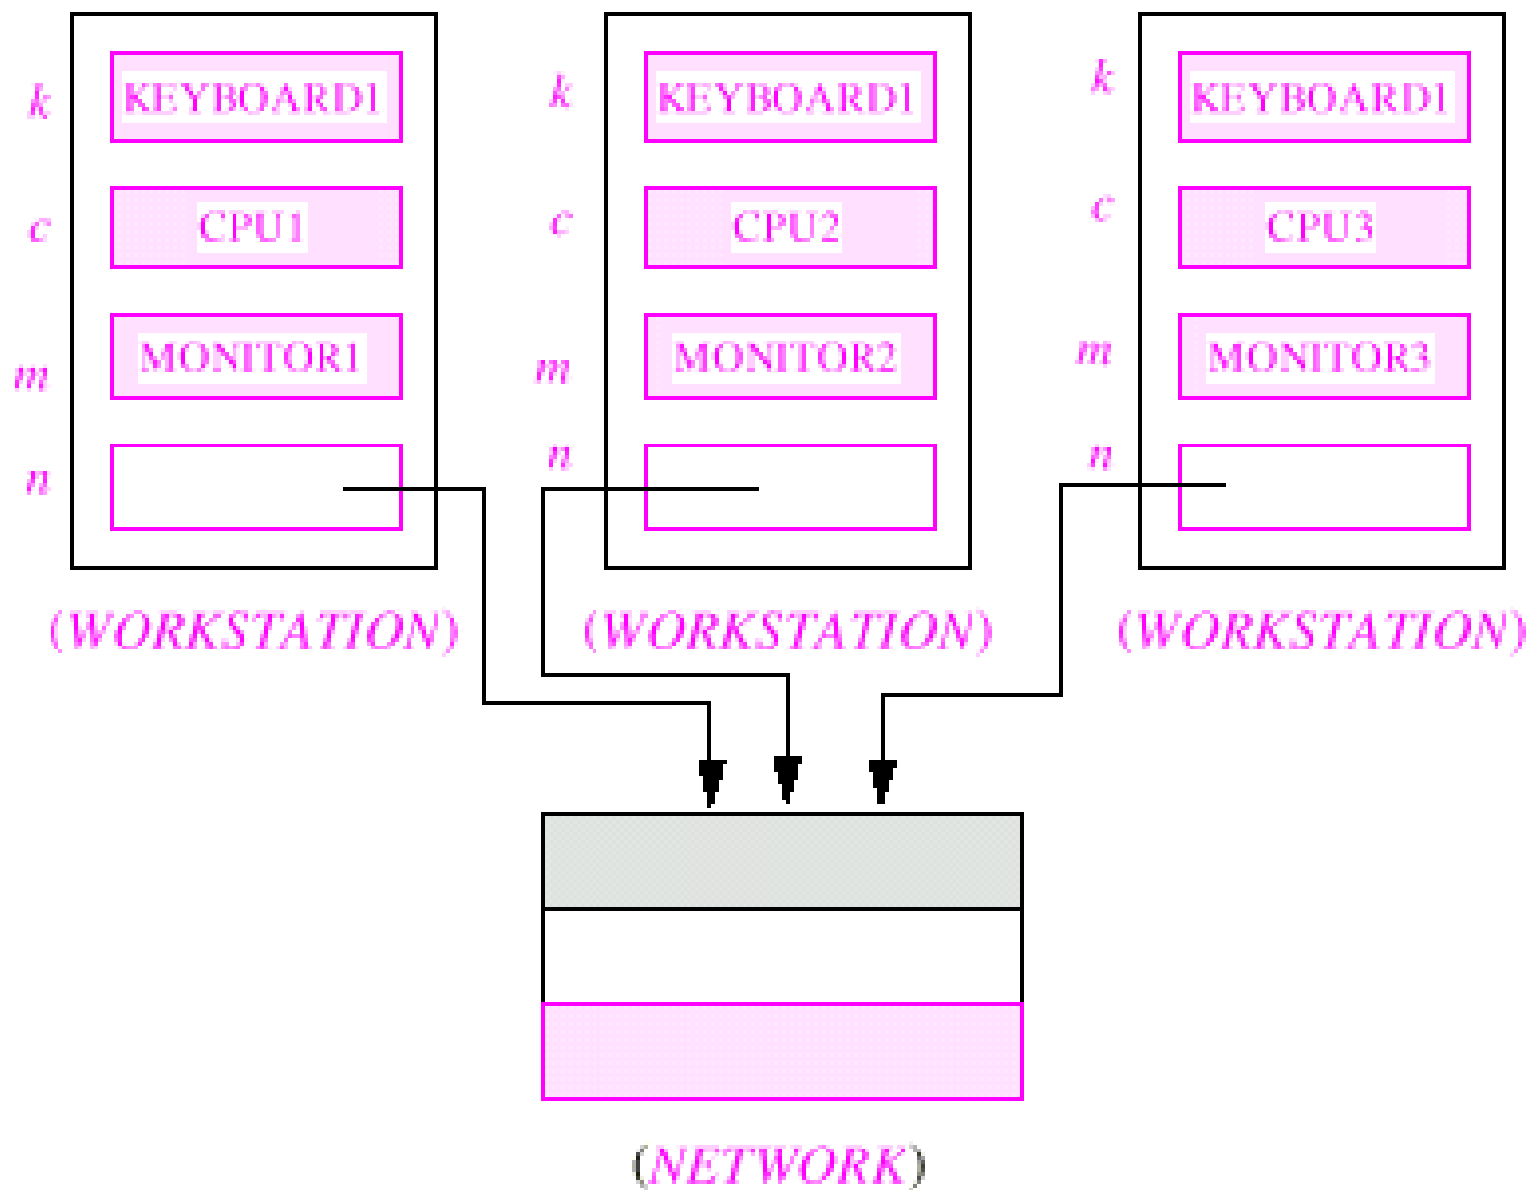 k KEYBOARD1 k KEYBOARD1 k KEYBOARD1
c CPU1 c CPU2 c CPU3
m MONITOR1 m MONITOR2 m MONITOR3
n n n
(WORKSTATION) (WORKSTATION) (WORKSTATION)
(NETWORK)